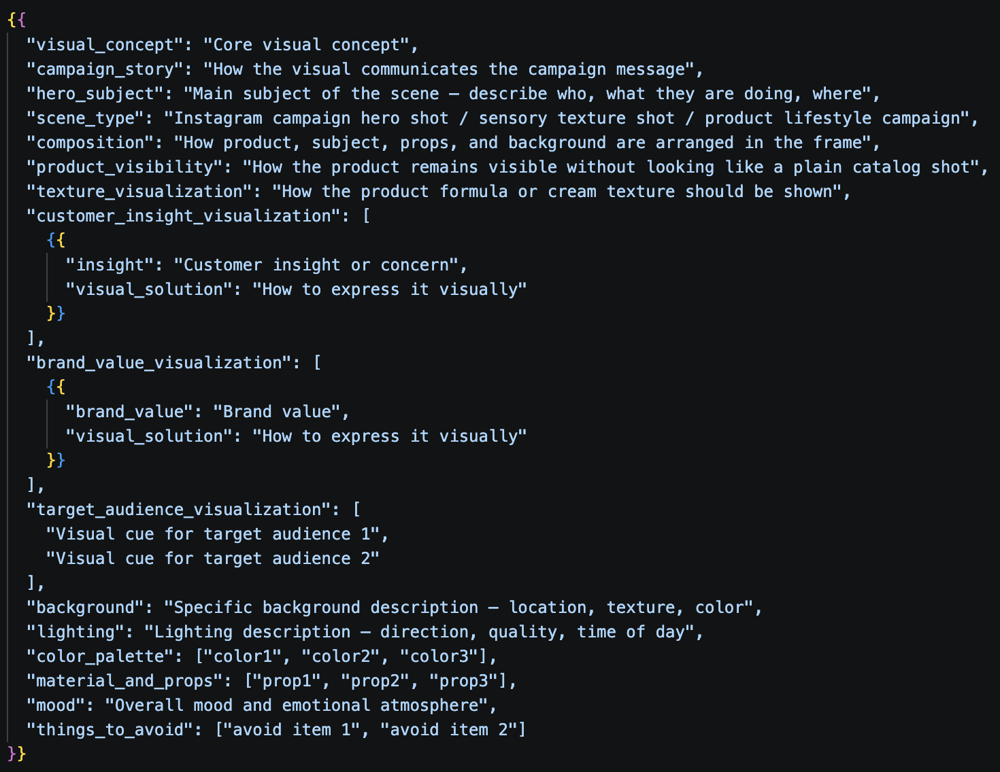 {{
  "visual_concept": "Core visual concept",
  "campaign_story": "How the visual communicates the campaign message",
  "hero_subject": "Main subject of the scene — describe who, what they are doing, where",
  "scene_type": "Instagram campaign hero shot / sensory texture shot / product lifestyle campaign",
  "composition": "How product, subject, props, and background are arranged in the frame",
  "product_visibility": "How the product remains visible without looking like a plain catalog shot",
  "texture_visualization": "How the product formula or cream texture should be shown",
  "customer_insight_visualization": [
    {{
      "insight": "Customer insight or concern",
      "visual_solution": "How to express it visually"
    }}
  ],
  "brand_value_visualization": [
    {{
      "brand_value": "Brand value",
      "visual_solution": "How to express it visually"
    }}
  ],
  "target_audience_visualization": [
    "Visual cue for target audience 1",
    "Visual cue for target audience 2"
  ],
  "background": "Specific background description — location, texture, color",
  "lighting": "Lighting description — direction, quality, time of day",
  "color_palette": ["color1", "color2", "color3"],
  "material_and_props": ["prop1", "prop2", "prop3"],
  "mood": "Overall mood and emotional atmosphere",
  "things_to_avoid": ["avoid item 1", "avoid item 2"]
}}